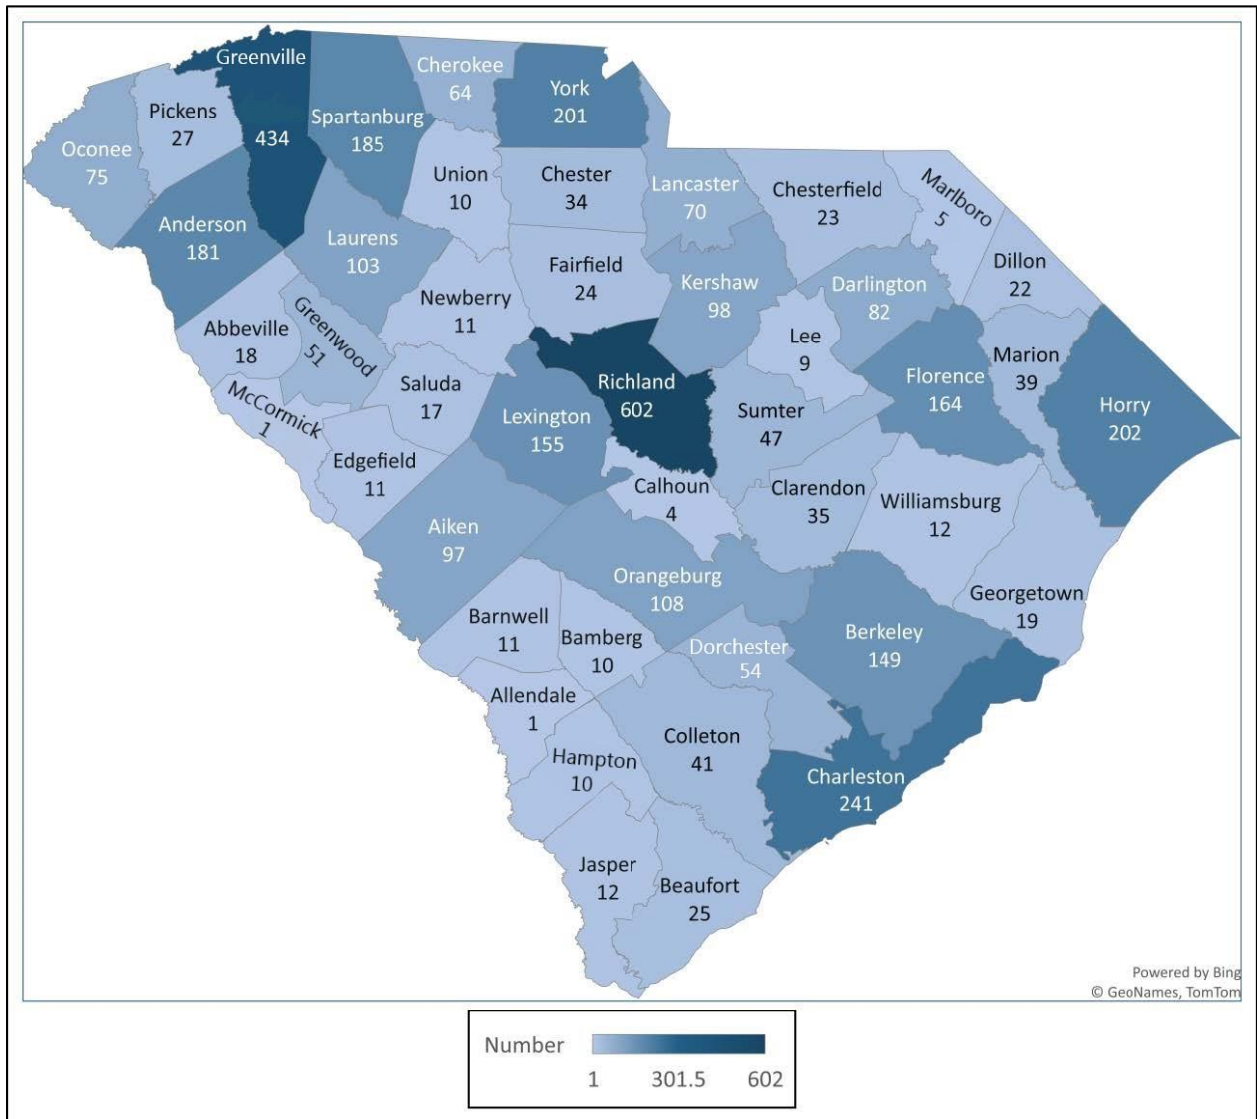 Greenville
434
Cherokee
64
York
201
Pickens
27
Spartanburg
185
Oconee
75
Union
10
Chester
34
Lancaster
70
Chesterfield
23
Marlboro
5
Anderson
181
Laurens
103
Dillon
22
Fairfield
24
Kershaw
98
Darlington
82
Newberry
11
Abbeville
18
Greenwood
51
Lee
9
Marion
39
Saluda
17
Richland
602
Florence
164
Horry
202
McCormick
1
Lexington
155
Sumter
47
Edgefield
11
Calhoun
4
Clarendon
35
Williamsburg
12
Aiken
97
Orangeburg
108
Georgetown
19
Barnwell
11
Bamberg
10
Dorchester
54
Berkeley
149
Allendale
1
Colleton
41
Hampton
10
Charleston
241
Jasper
12
Beaufort
25
Powered by Bing
© GeoNames, TomTom
Number
1 301.5 602